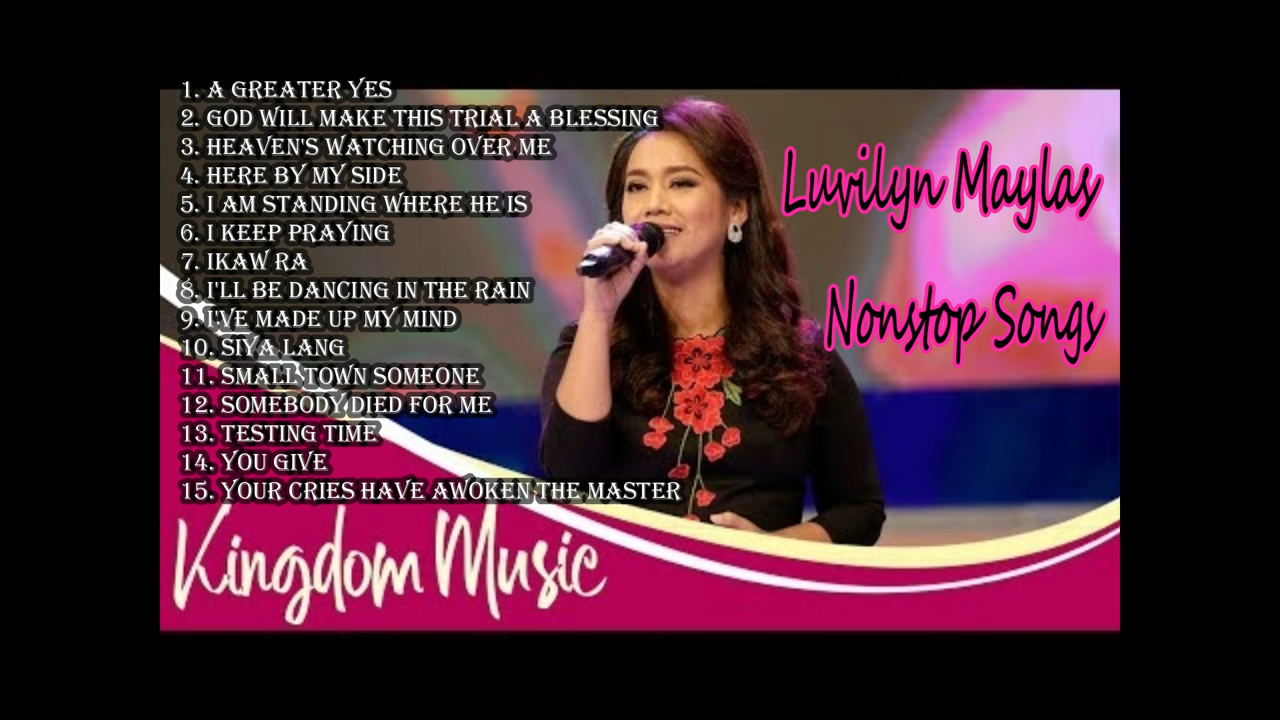 1. A GREATER YES
2. GOD WILL MAKE THIS TRIAL A BLESSING
3. HEAVEN'S WATCHING OVER ME
4. HERE BY MY SIDE
5. I AM STANDING WHERE HE IS
6. I KEEP PRAYING
7. IKAW RA
8. I'LL BE DANCING IN THE RAIN
9. I'VE MADE UP MY MIND
10. SIYA LANG
11. SMALL TOWN SOMEONE
12. SOMEBODY DIED FOR ME
13. TESTING TIME
14. YOU GIVE
15. YOUR CRIES HAVE AWOKEN THE MASTER
Luvilyn Maylas
Nonstop Songs
Kingdom Music